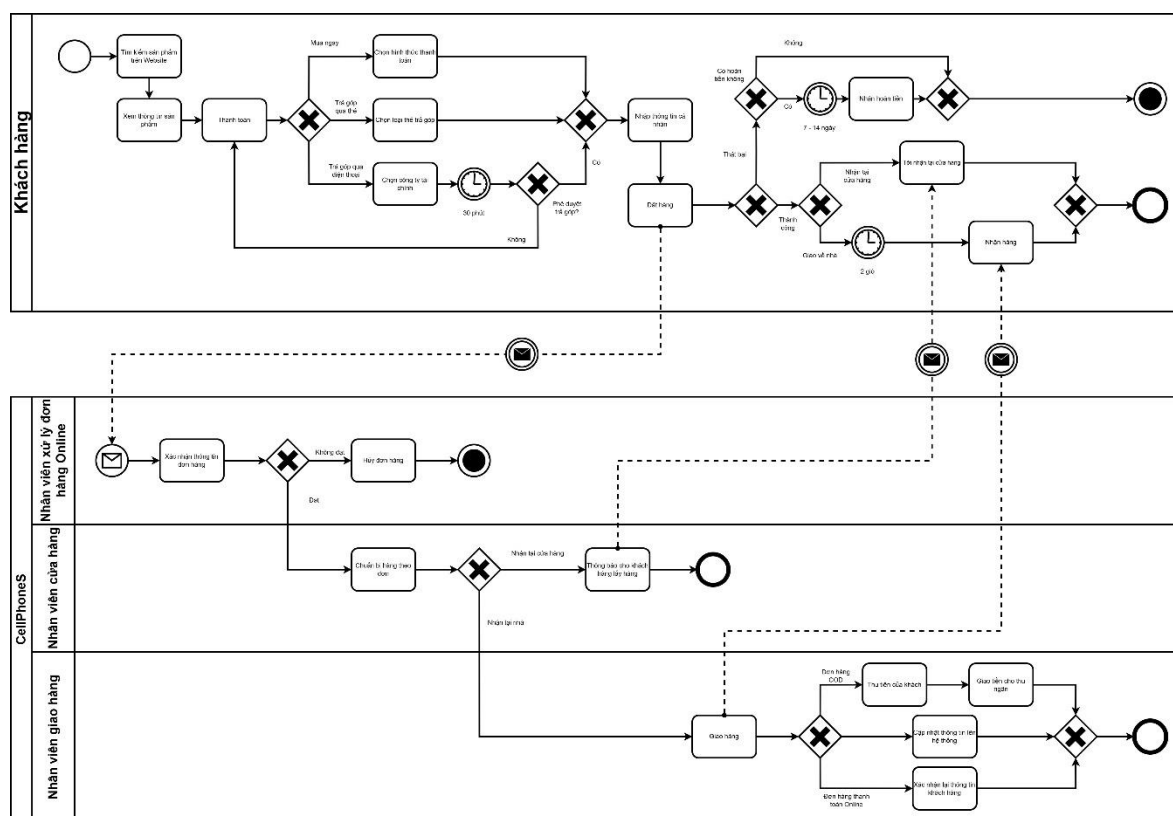 Khách hàng
Tìm kiếm sản phẩm
trên Website
Xem thông tin sản
phẩm
Thanh toán
Mua ngay
Chọn hình thức thanh
toán
Trả góp
qua thẻ
Chọn loại thẻ trả góp
Trả góp qua
điện thoại
Chọn công ty tài
chính
30 phút
Phê duyệt
trả góp?
Có
Không
Nhập thông tin cá
nhân
Đặt hàng
Thất bại
Có hoàn
tiền không
Không
Có
7 - 14 ngày
Nhận hoàn tiền
Thành
công
Nhận tại
cửa hàng
Tới nhận tại cửa hàng
Giao về nhà
2 giờ
Nhận hàng
CellPhoneS
Nhân viên xử lý đơn
hàng Online
Xác nhận thông tin
đơn hàng
Không đạt
Hủy đơn hàng
Đạt
Nhân viên cửa hàng
Chuẩn bị hàng theo
đơn
Nhận tại cửa hàng
Thông báo cho khách
hàng lấy hàng
Nhận tại nhà
Nhân viên giao hàng
Giao hàng
Đơn hàng
COD
Thu tiền của khách
Giao tiền cho thu
ngân
Cập nhật thông tin lên
hệ thống
Đơn hàng thanh
toán Online
Xác nhận lại thông tin
khách hàng